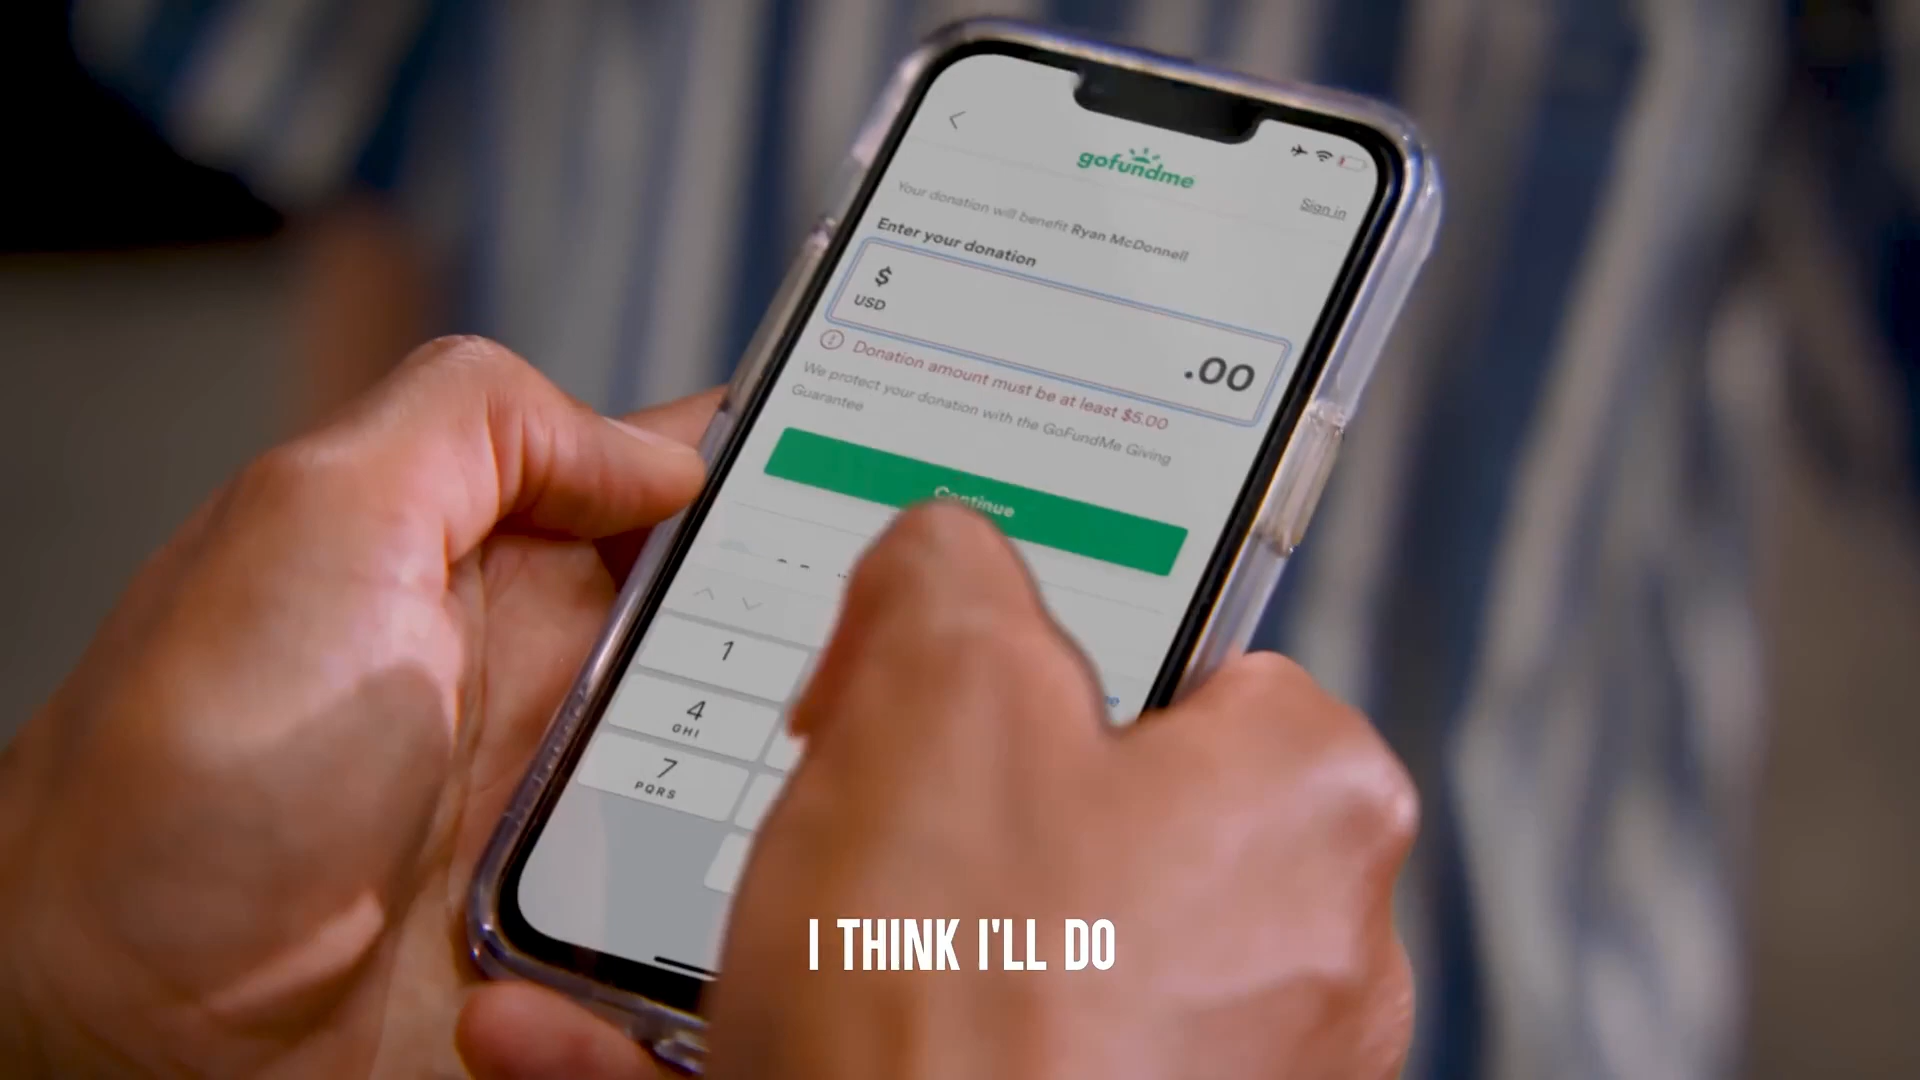 gofundme
Sign in
Your donation will benefit Ryan McDonnell
Enter your donation
$
USD
.00
Donation amount must be at least $5.00
We protect your donation with the GoFundMe Giving
Guarantee
Continue
1
4
GHI
7
PQRS
I THINK I'LL DO